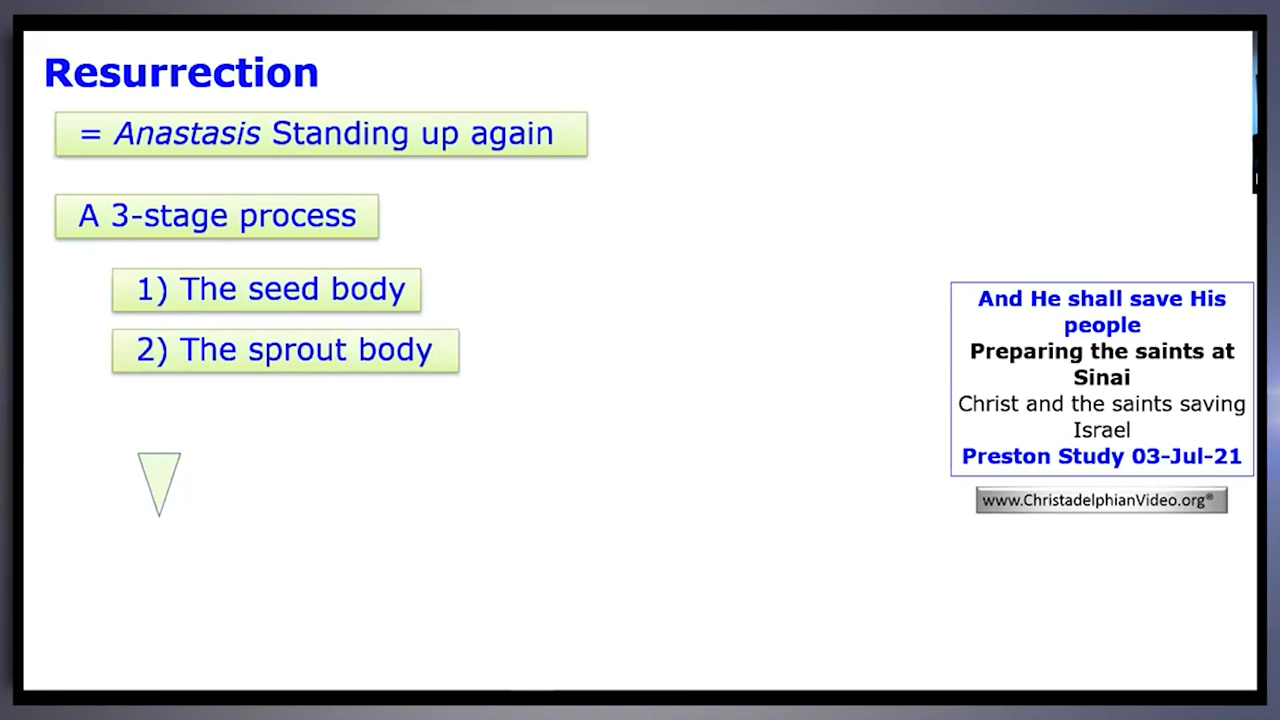 Resurrection
= Anastasis Standing up again
A 3-stage process
1) The seed body
2) The sprout body
And He shall save His
people
Preparing the saints at
Sinai
Christ and the saints saving
Israel
Preston Study 03-Jul-21
www.ChristadelphianVideo.org®